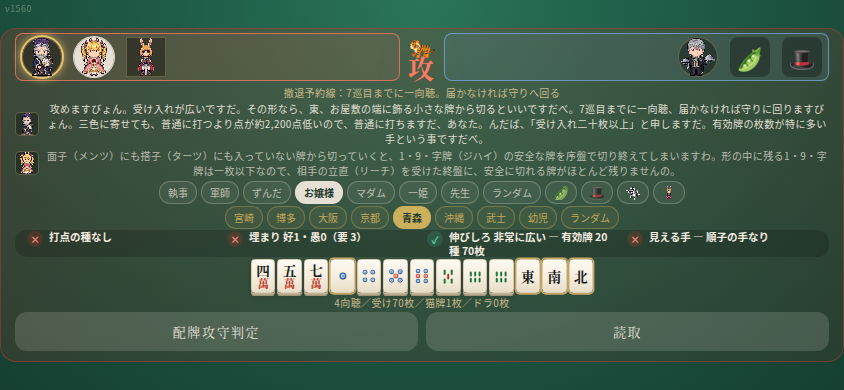 v1560
攻
撤退予約線：7巡目までに一向聴。届かなければ守りへ回る
攻めますびょん。受け入れが広いですだ。その形なら、東、お屋敷の端に飾る小さな牌から切るといいですだべ。7巡目までに一向聴、届かなければ守りに回りますび
ょん。三色に寄せても、普通に打つより点が約2,200点低いので、普通に打ちますだ、あなた。んだば、「受け入れ二十枚以上」と申しますだ。有効牌の枚数が特に多い
手という事ですだべ。
面子（メンツ）にも搭子（ターツ）にも入っていない牌から切っていくと、1・9・字牌（ジハイ）の安全な牌を序盤で切り終えてしまいますわ。形の中に残る1・9・字
牌は一枚以下なので、相手の立直（リーチ）を受けた終盤に、安全に切れる牌がほとんど残りませんの。
執事 軍師 ずんだ お嬢様 マダム 一姫 先生 ランダム
宮崎 博多 大阪 京都 青森 沖縄 武士 幼児 ランダム
✕ 打点の種なし ✕ 埋まり 好1・愚0（要 3） ✓ 伸びしろ 非常に広い — 有効牌 20 ✕ 見える手 — 順子の手なり
種 70枚
四 五 七 東 南 北
萬 萬 萬
4向聴／受け70枚／猫牌1枚／ドラ0枚
配牌攻守判定 読取